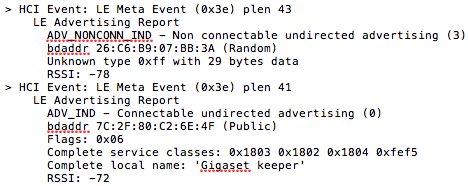 > HCI Event: LE Meta Event (0x3e) plen 43
LE Advertising Report
ADV_NONCONN_IND - Non connectable undirected advertising (3)
bdaddr 26:C6:B9:07:BB:3A (Random)
Unknown type 0xff with 29 bytes data
RSSI: -78
> HCI Event: LE Meta Event (0x3e) plen 41
LE Advertising Report
ADV_IND - Connectable undirected advertising (0)
bdaddr 7C:2F:80:C2:6E:4F (Public)
Flags: 0x06
Complete service classes: 0x1803 0x1802 0x1804 0xfef5
Complete local name: 'Gigaset keeper'
RSSI: -72